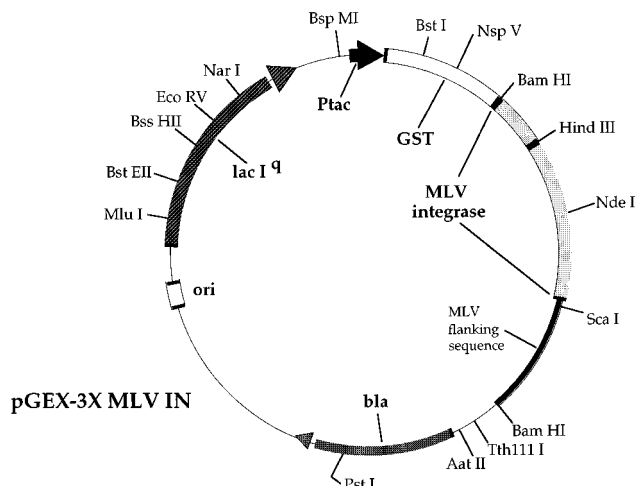 Bsp MI
Bst I
Nsp V
Nar I
Ptac
Bam HI
Eco RV
GST
Hind III
Bss HII
lac I q
Bst EII
MLV
integrase
Nde I
Mlu I
ori
MLV
flanking
sequence
Sca I
pGEX-3X MLV IN
bla
Bam HI
Tth111 I
Aat II
Pst I